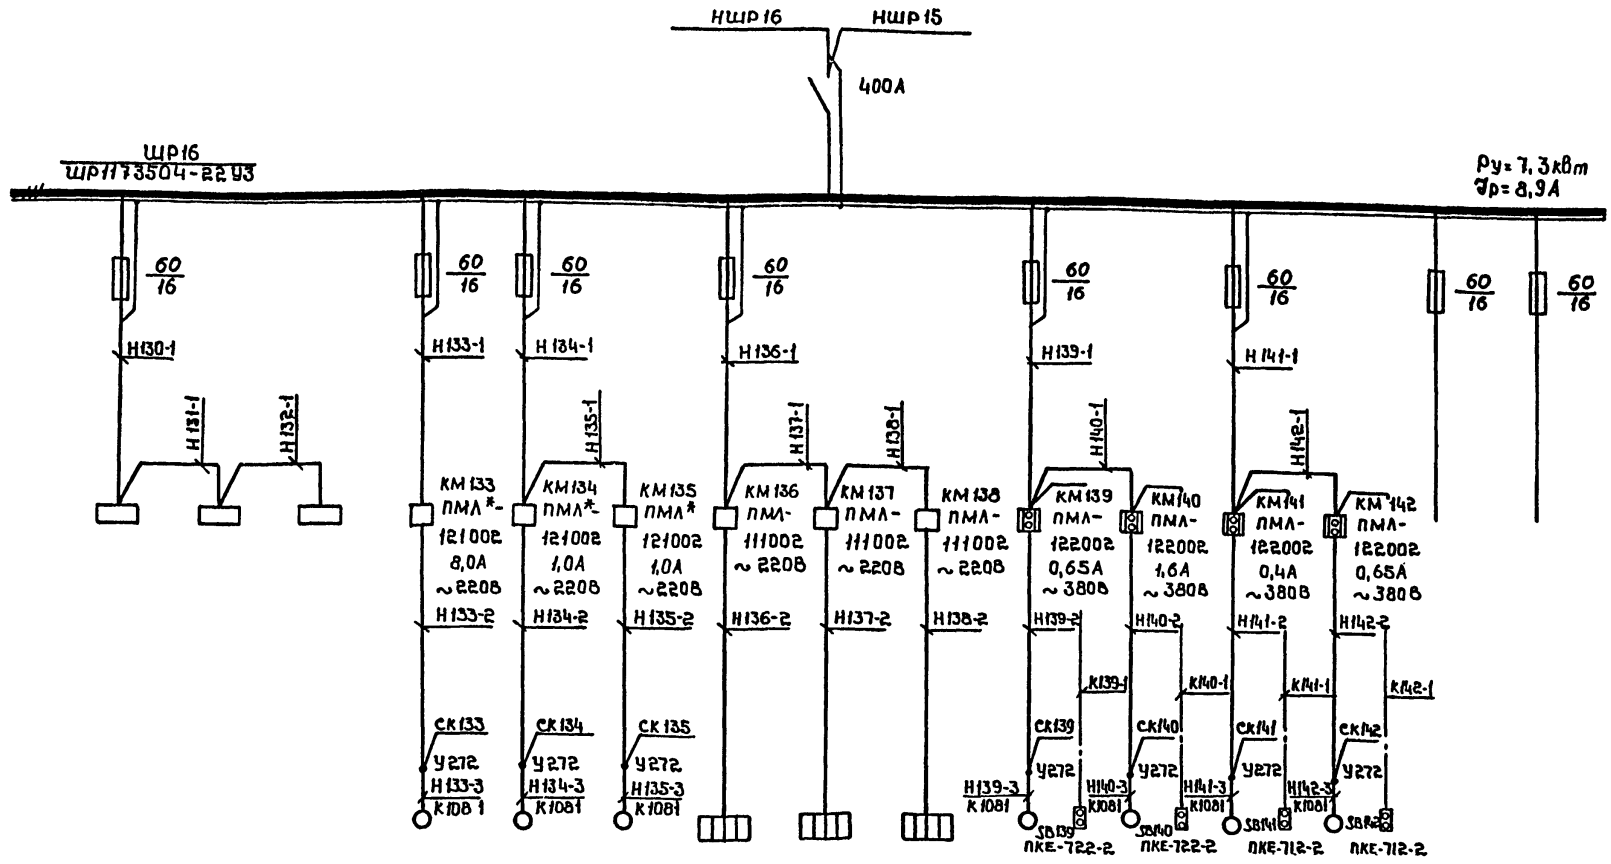 НШР16 НШР15
400А
ШР16
ШР1173504-22У3
Ру=7,3кВт
Jр=8,9А
60 60 60 60 60 60 60 60
16 16 16 16 16 16 16 16
Н130-1 Н133-1 Н134-1 Н136-1 Н139-1 Н141-1
Н131-1 Н132-1 Н135-1 Н137-1 Н138-1 Н140-1 Н142-1
КМ133 КМ134 КМ135 КМ136 КМ137 КМ138 КМ139 КМ140 КМ141 КМ142
ПМЛ*- ПМЛ*- ПМЛ* ПМЛ- ПМЛ- ПМЛ- ПМЛ- ПМЛ- ПМЛ- ПМЛ-
121002 121002 121002 111002 111002 111002 122002 122002 122002 122002
8,0А 1,0А 1,0А ~220В ~220В ~220В 0,65А 1,6А 0,4А 0,65А
~220В ~220В ~220В ~380В ~380В ~380В ~380В
Н133-2 Н134-2 Н135-2 Н136-2 Н137-2 Н138-2 Н139-2 Н140-2 Н141-2 Н142-2
К139-1 К140-1 К141-1 К142-1
СК133 СК134 СК135 СК139 СК140 СК141 СК142
У272 У272 У272 У272 У272 У272 У272
Н133-3 Н134-3 Н135-3 Н139-3 Н140-3 Н141-3 Н142-3
К1081 К1081 К1081 К1081 К1081 К1081 К1081
SB139 SB140 SB141 SB142
ПКЕ-722-2 ПКЕ-722-2 ПКЕ-712-2 ПКЕ-712-2